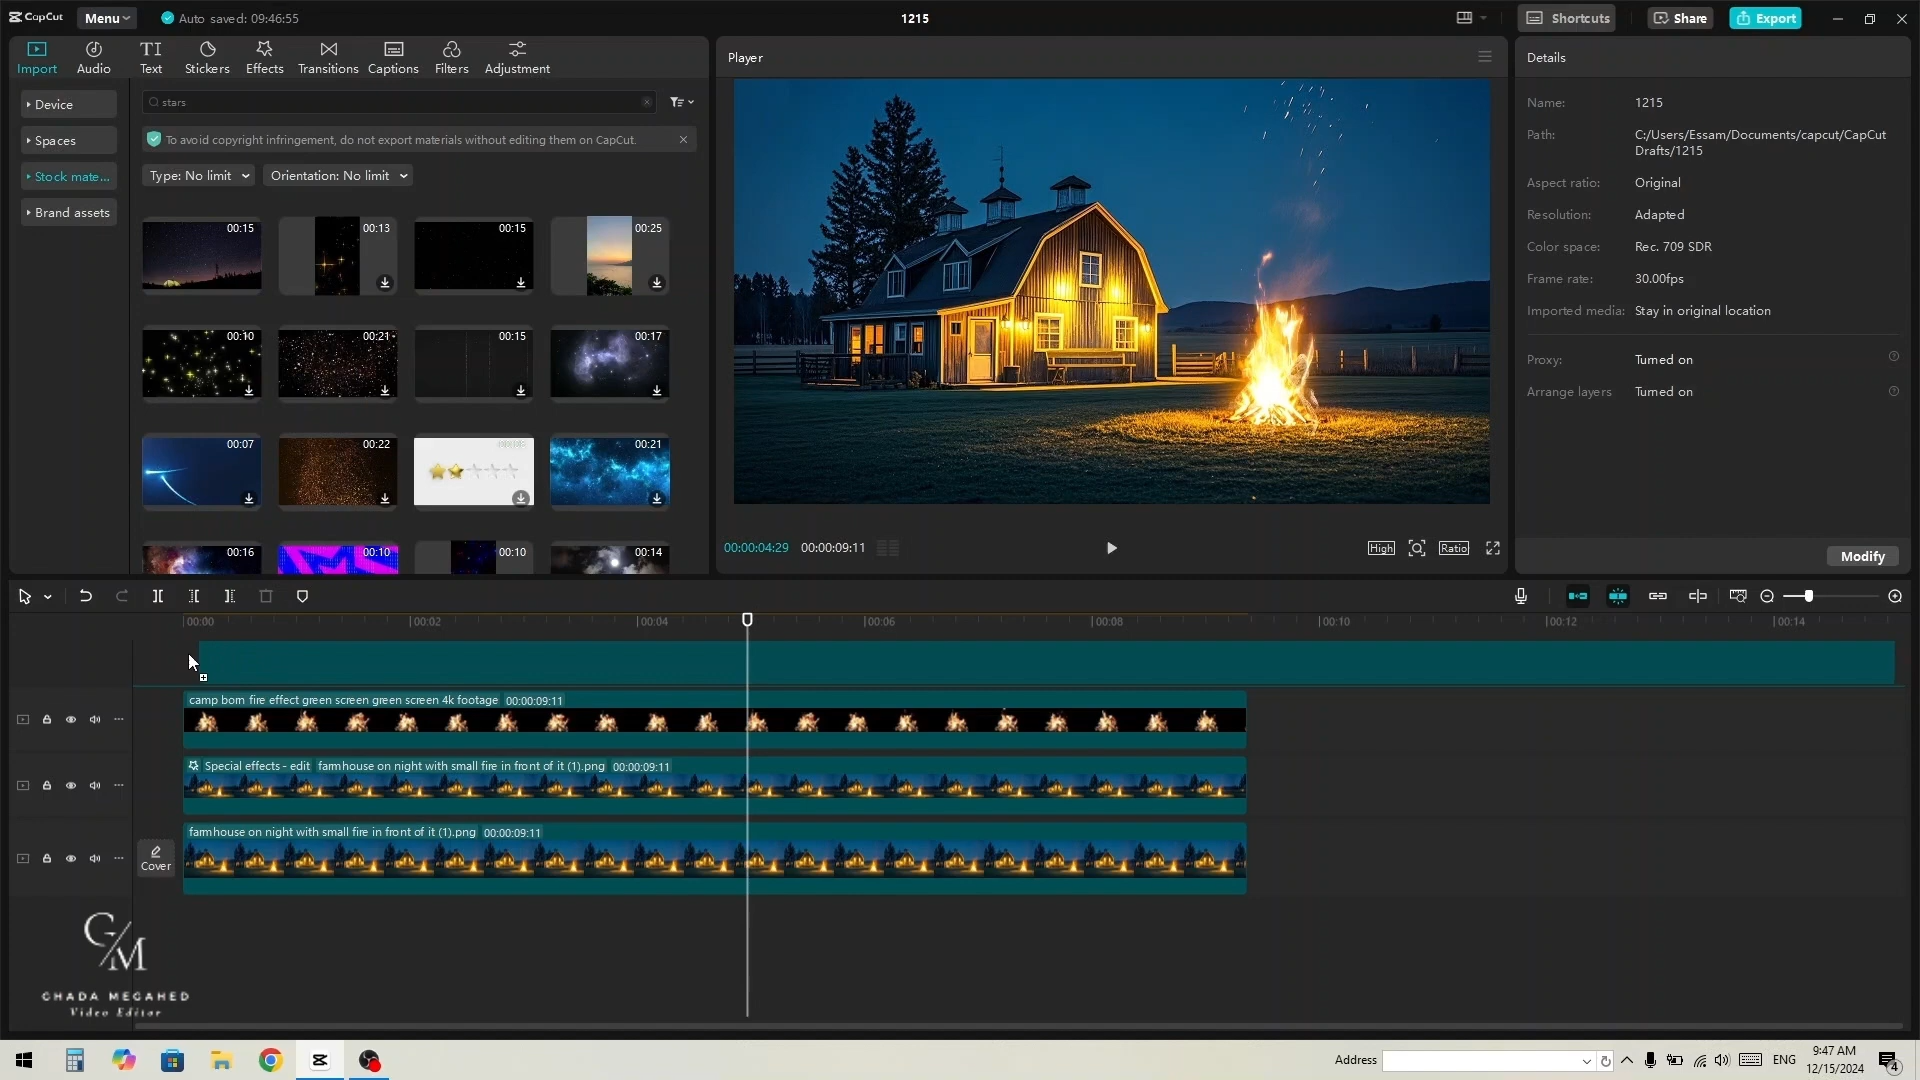 CapCut
Menu
Auto saved: 09:46:55
1215
Shortcuts
Share
Export
Import
Audio
Text
Stickers
Effects
Transitions
Captions
Filters
Adjustment
Player
Details
Device
Spaces
Stock mate...
Brand assets
stars
To avoid copyright infringement, do not export materials without editing them on CapCut.
Type: No limit
Orientation: No limit
00:15
00:13
00:15
00:25
00:10
00:21
00:15
00:17
00:07
00:22
00:21
00:16
00:10
00:10
00:14
00:00:04:29
00:00:09:11
High
Ratio
Name: 1215
Path: C:/Users/Essam/Documents/capcut/CapCut
Drafts/1215
Aspect ratio: Original
Resolution: Adapted
Color space: Rec. 709 SDR
Frame rate: 30.00fps
Imported media: Stay in original location
Proxy: Turned on
Arrange layers Turned on
Modify
00:00
00:02
00:04
00:06
00:08
00:10
00:12
00:14
camp born fire effect green screen green screen 4k footage 00:00:09:11
Special effects - edit farmhouse on night with small fire in front of it (1).png 00:00:09:11
farmhouse on night with small fire in front of it (1).png 00:00:09:11
Cover
G/M
GHADA MEGAHED
Video Editor
Address
ENG
9:47 AM
12/15/2024
4